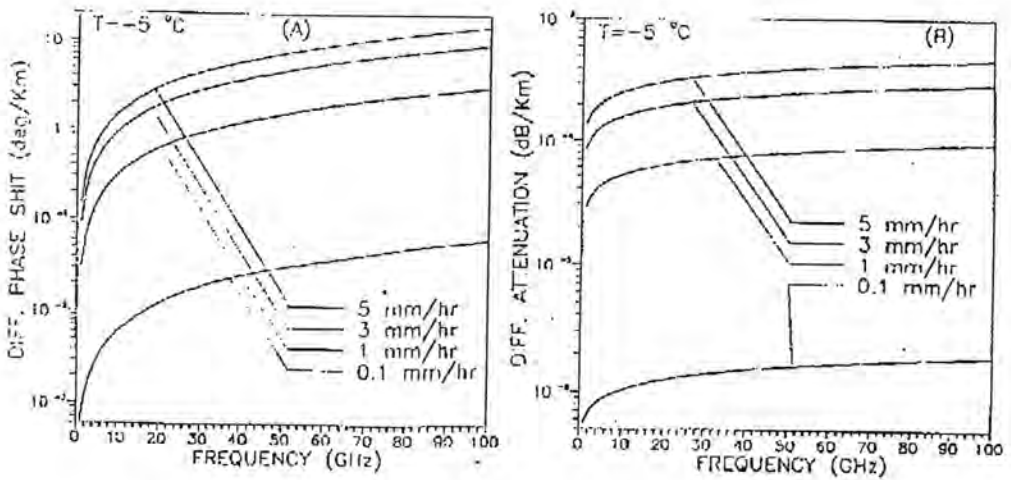 T=-5 °C
(A)
DIFF. PHASE SHIT (deg/Km)
10
1
5 mm/hr
3 mm/hr
1 mm/hr
0.1 mm/hr
0 10 20 30 40 50 60 70 80 90 100
FREQUENCY (GHz)
T=-5 °C
DIFF. ATTENUATION (dB/Km)
5 mm/hr
3 mm/hr
1 mm/hr
0.1 mm/hr
0 10 20 30 40 50 60 70 80 90 100
FREQUENCY (GHz)